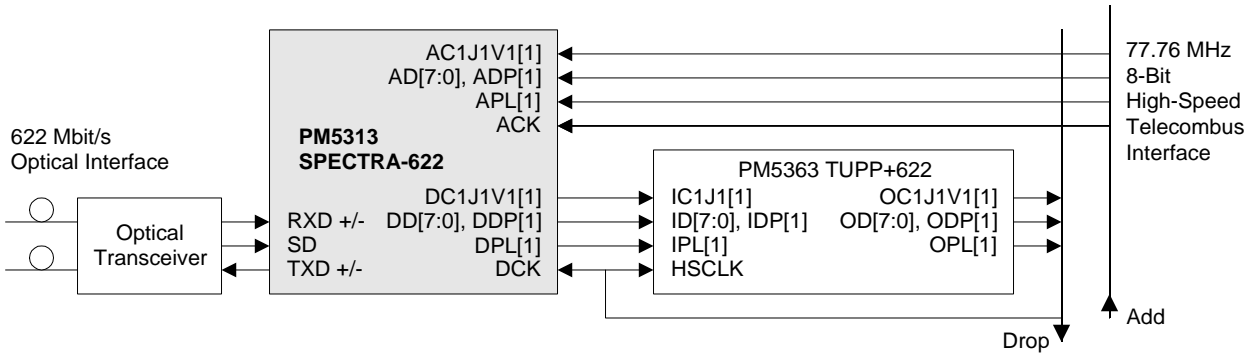 622 Mbit/s
Optical Interface
Optical
Transceiver
PM5313
SPECTRA-622
AC1J1V1[1]
AD[7:0], ADP[1]
APL[1]
ACK
RXD +/-
SD
TXD +/-
DC1J1V1[1]
DD[7:0], DDP[1]
DPL[1]
DCK
PM5363 TUPP+622
IC1J1[1]
ID[7:0], IDP[1]
IPL[1]
HSCLK
OC1J1V1[1]
OD[7:0], ODP[1]
OPL[1]
77.76 MHz
8-Bit
High-Speed
Telecombus
Interface
Drop
Add